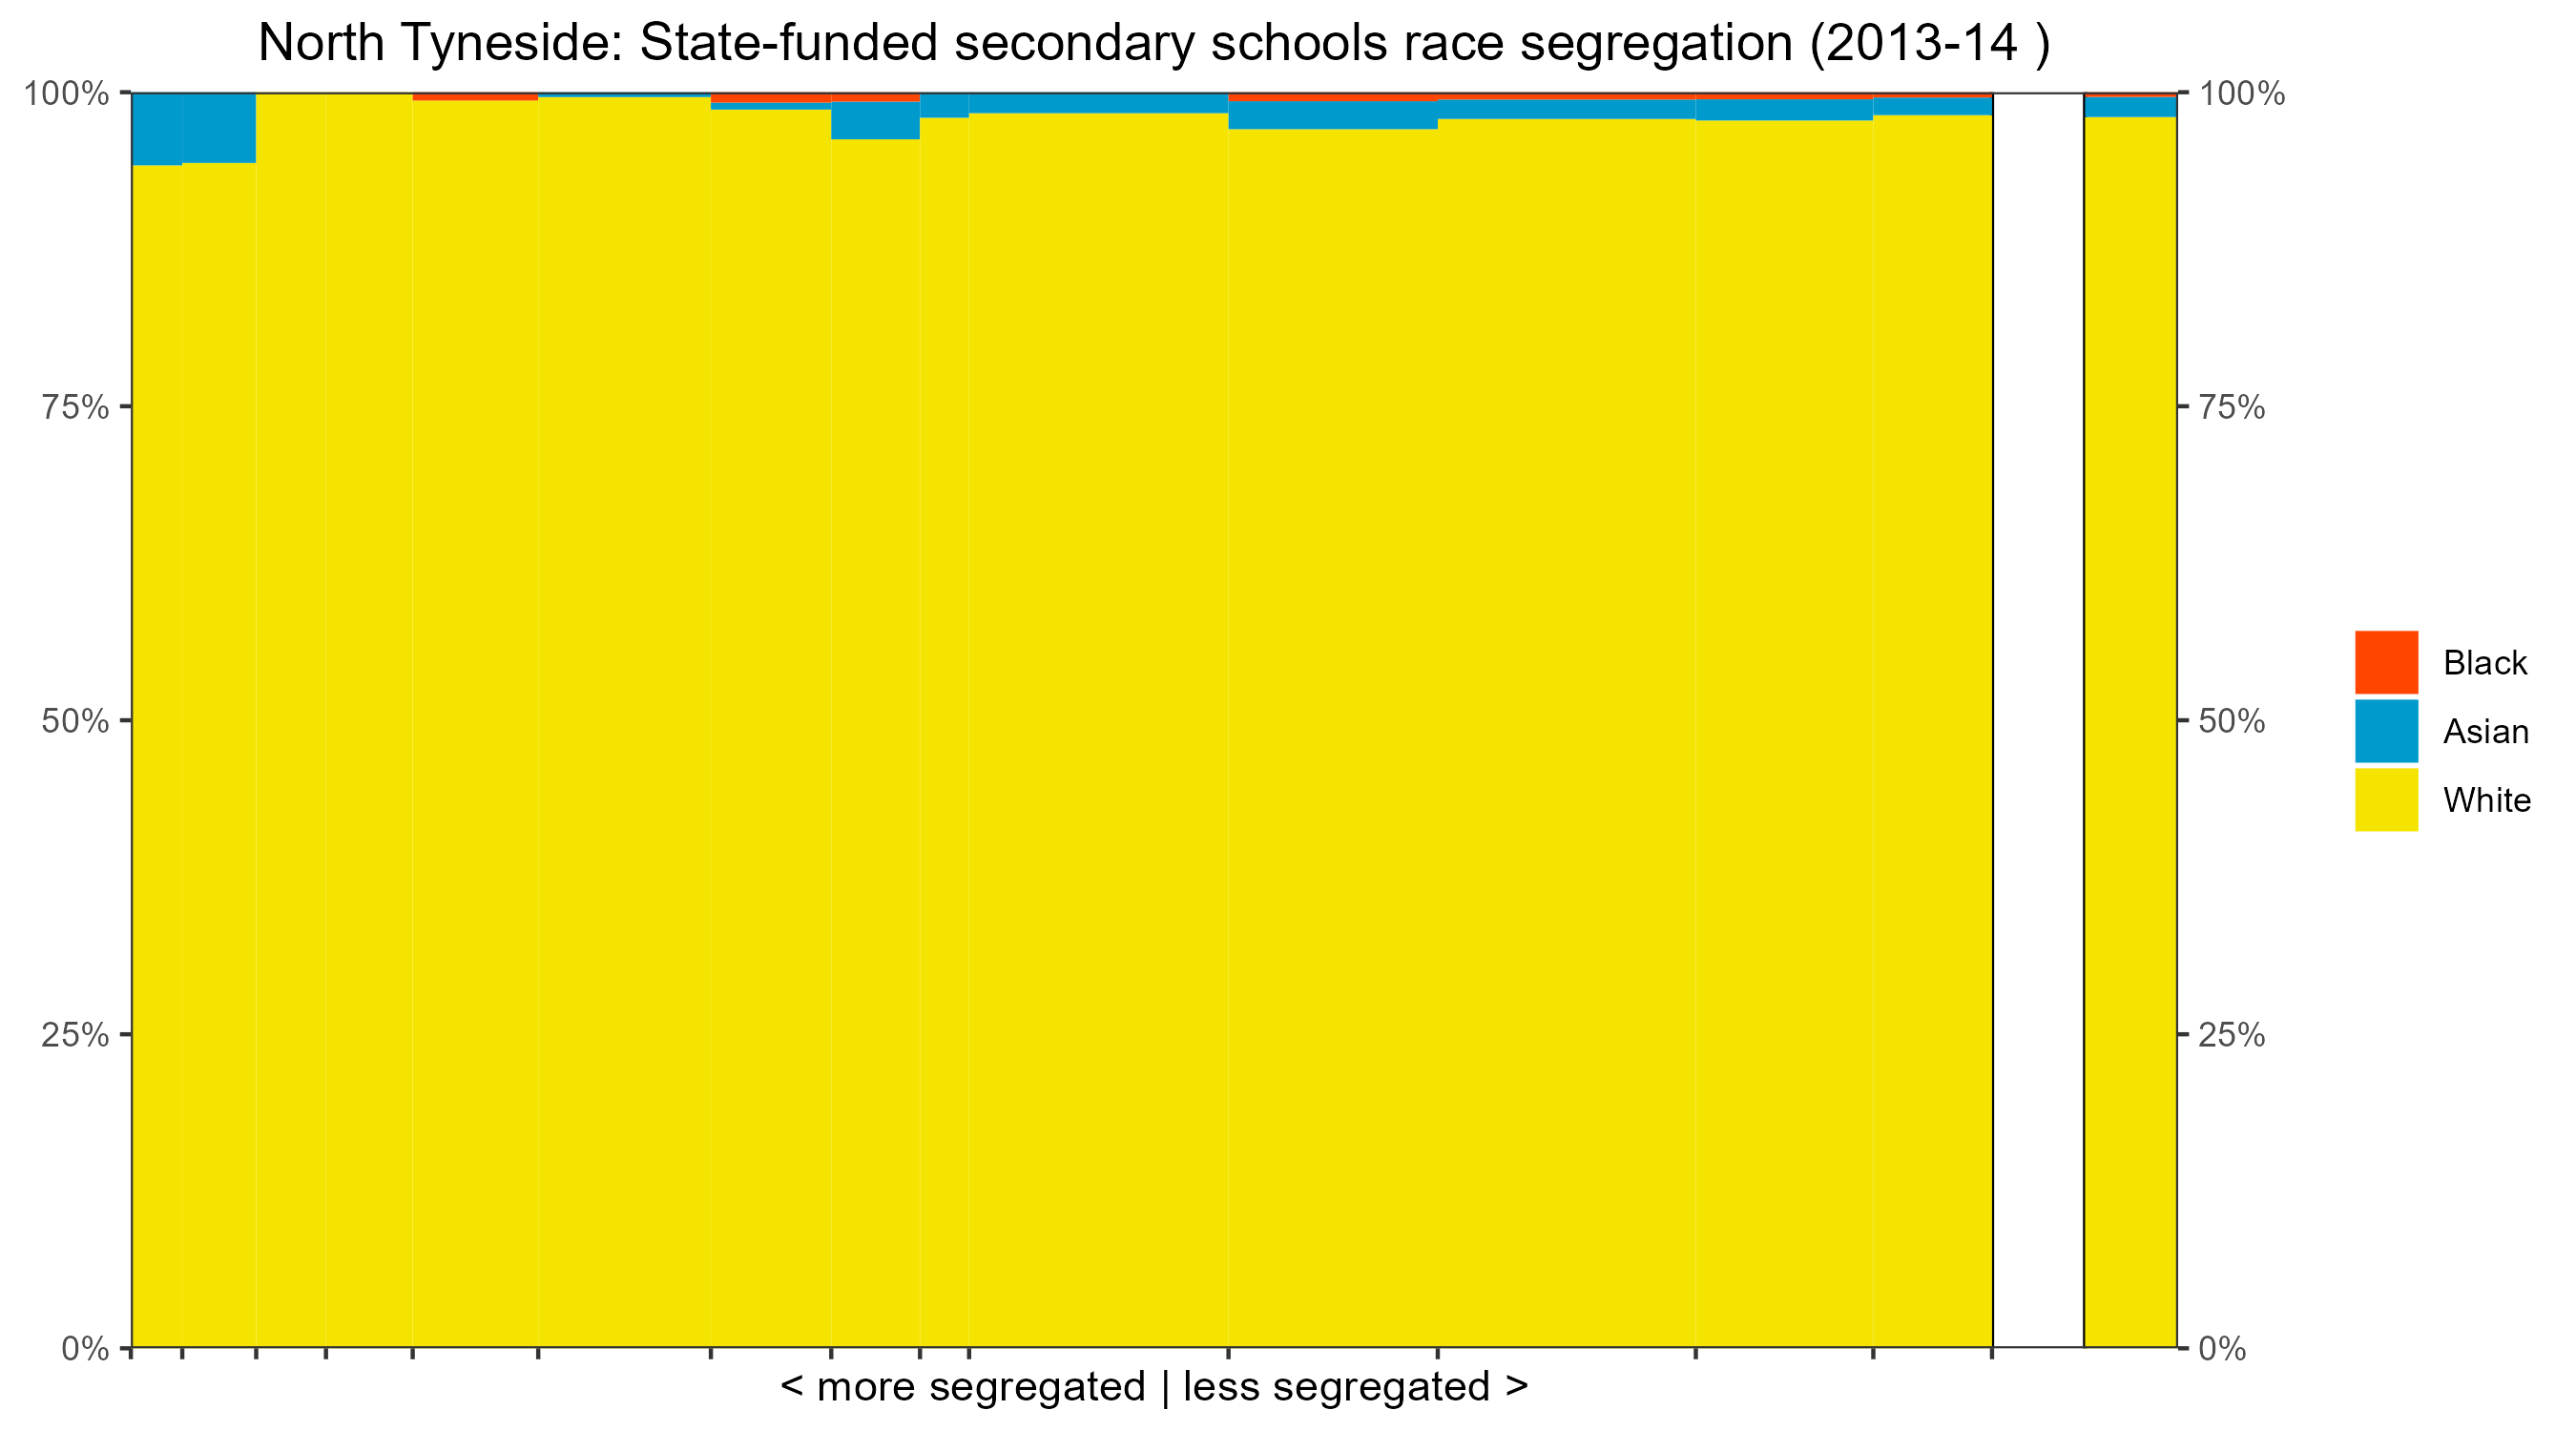 North Tyneside: State-funded secondary schools race segregation (2013-14 )
100%
75%
50%
25%
0%
100%
75%
50%
25%
0%
Black
Asian
White
< more segregated | less segregated >